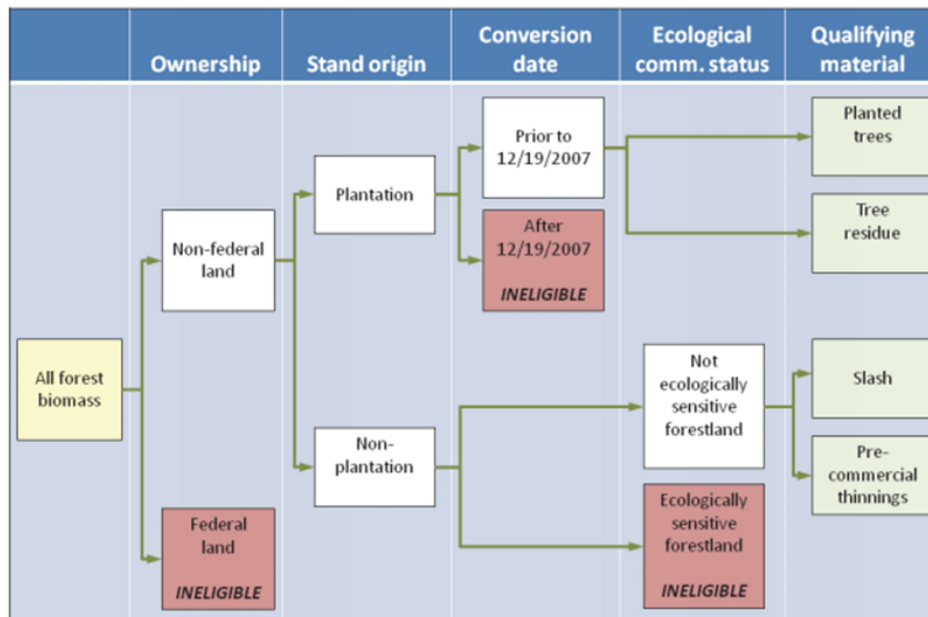 Ownership
Stand origin
Conversion
date
Ecological
comm. status
Qualifying
material
All forest
biomass
Non-federal
land
Federal
land
INELIGIBLE
Plantation
Non-
plantation
Prior to
12/19/2007
After
12/19/2007
INELIGIBLE
Not
ecologically
sensitive
forestland
Ecologically
sensitive
forestland
INELIGIBLE
Planted
trees
Tree
residue
Slash
Pre-
commercial
thinnings